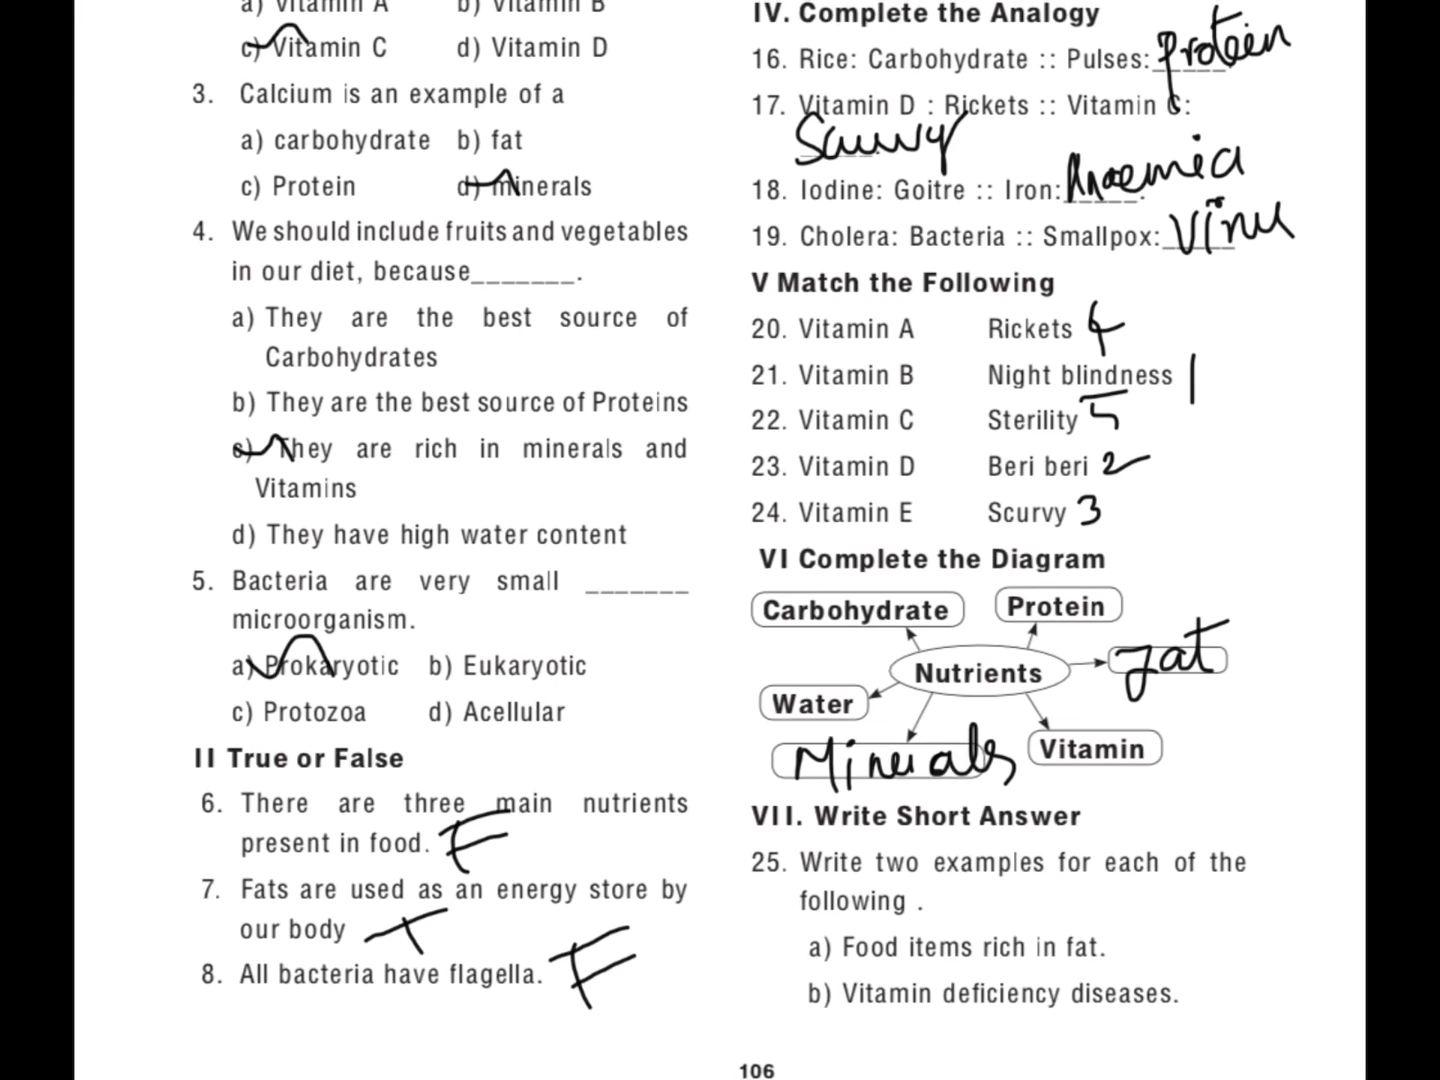 a) Vitamin A b) Vitamin B
c) Vitamin C d) Vitamin D
3. Calcium is an example of a
a) carbohydrate b) fat
c) Protein d) minerals
4. We should include fruits and vegetables
in our diet, because_______.
a) They are the best source of
Carbohydrates
b) They are the best source of Proteins
c) They are rich in minerals and
Vitamins
d) They have high water content
5. Bacteria are very small _______
microorganism.
a) Prokaryotic b) Eukaryotic
c) Protozoa d) Acellular
II True or False
6. There are three main nutrients
present in food. F
7. Fats are used as an energy store by
our body T
8. All bacteria have flagella. F
IV. Complete the Analogy
16. Rice: Carbohydrate :: Pulses:_____ Protein
17. Vitamin D : Rickets :: Vitamin C:
Scurvy
18. Iodine: Goitre :: Iron:_____. Anaemia
19. Cholera: Bacteria :: Smallpox:_____ Viru
V Match the Following
20. Vitamin A Rickets 4
21. Vitamin B Night blindness 1
22. Vitamin C Sterility 5
23. Vitamin D Beri beri 2
24. Vitamin E Scurvy 3
VI Complete the Diagram
Carbohydrate Protein
Nutrients Fat
Water
Minerals Vitamin
VII. Write Short Answer
25. Write two examples for each of the
following .
a) Food items rich in fat.
b) Vitamin deficiency diseases.
106